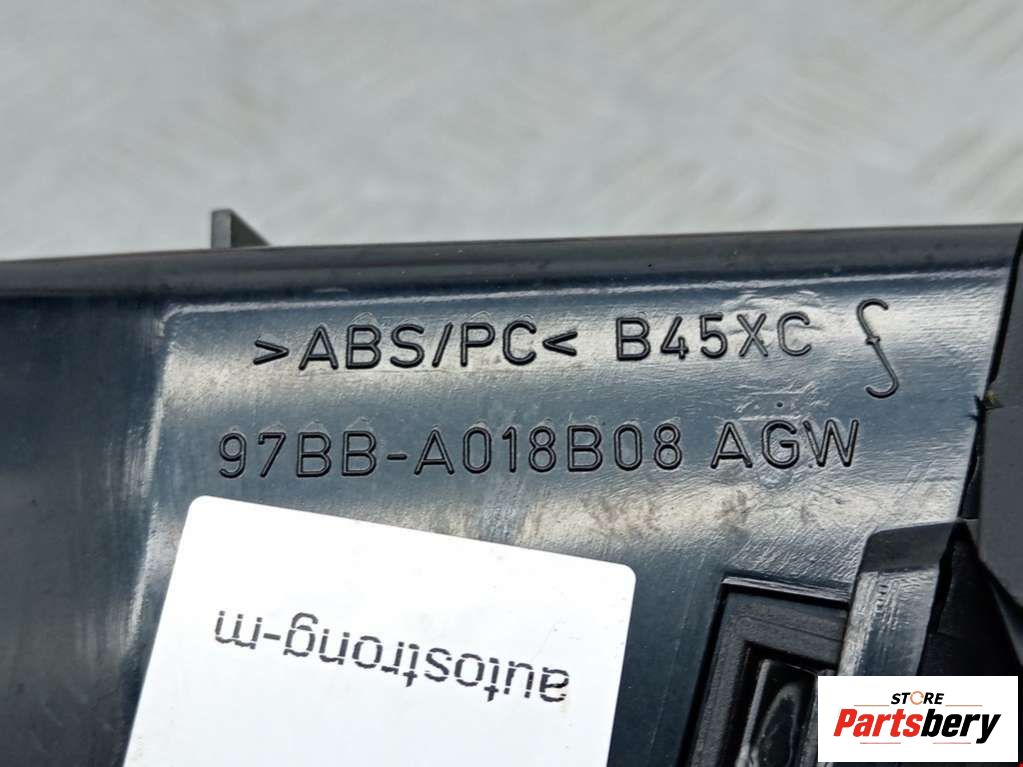 >ABS/PC< B45XC
97BB-A018B08 AGW
autostrong-m
STORE
Partsbery